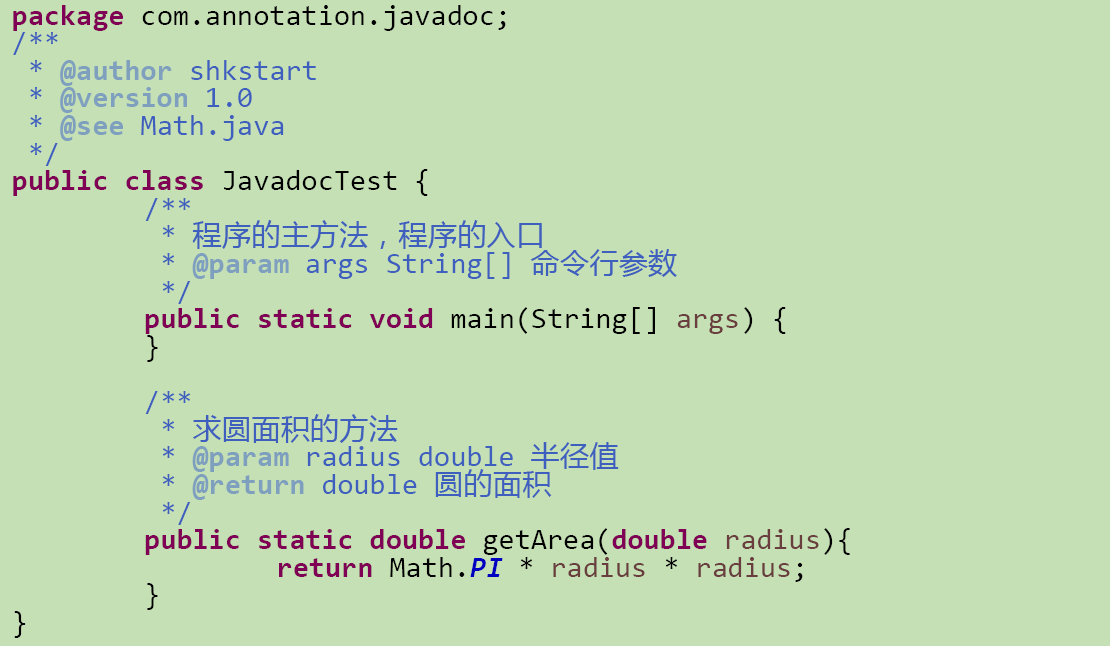 package com.annotation.javadoc;
/**
 * @author shkstart
 * @version 1.0
 * @see Math.java
 */
public class JavadocTest {
        /**
         * 程序的主方法，程序的入口
         * @param args String[] 命令行参数
         */
        public static void main(String[] args) {
        }

        /**
         * 求圆面积的方法
         * @param radius double 半径值
         * @return double 圆的面积
         */
        public static double getArea(double radius){
                return Math.PI * radius * radius;
        }
}